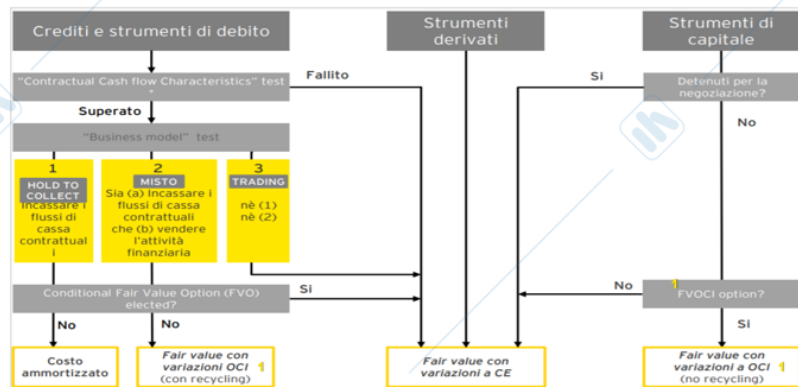 Crediti e strumenti di debito
Strumenti
derivati
Strumenti di
capitale
"Contractual Cash flow Characteristics" test
*
Fallito
Si
Detenuti per la
negoziazione?
Superato
No
"Business model" test
1
HOLD TO
COLLECT
Incassare i
flussi di
cassa
contrattual
i
2
MISTO
Sia (a) Incassare i
flussi di cassa
contrattuali
che (b) vendere
l'attività
finanziaria
3
TRADING
nè (1)
nè (2)
Conditional Fair Value Option (FVO)
elected?
Si
No
1
FVOCI option?
No
No
Si
Costo
ammortizzato
Fair value con
variazioni OCI 1
(con recycling)
Fair value con
variazioni a CE
Fair value con
variazioni a OCI 1
(no recycling)